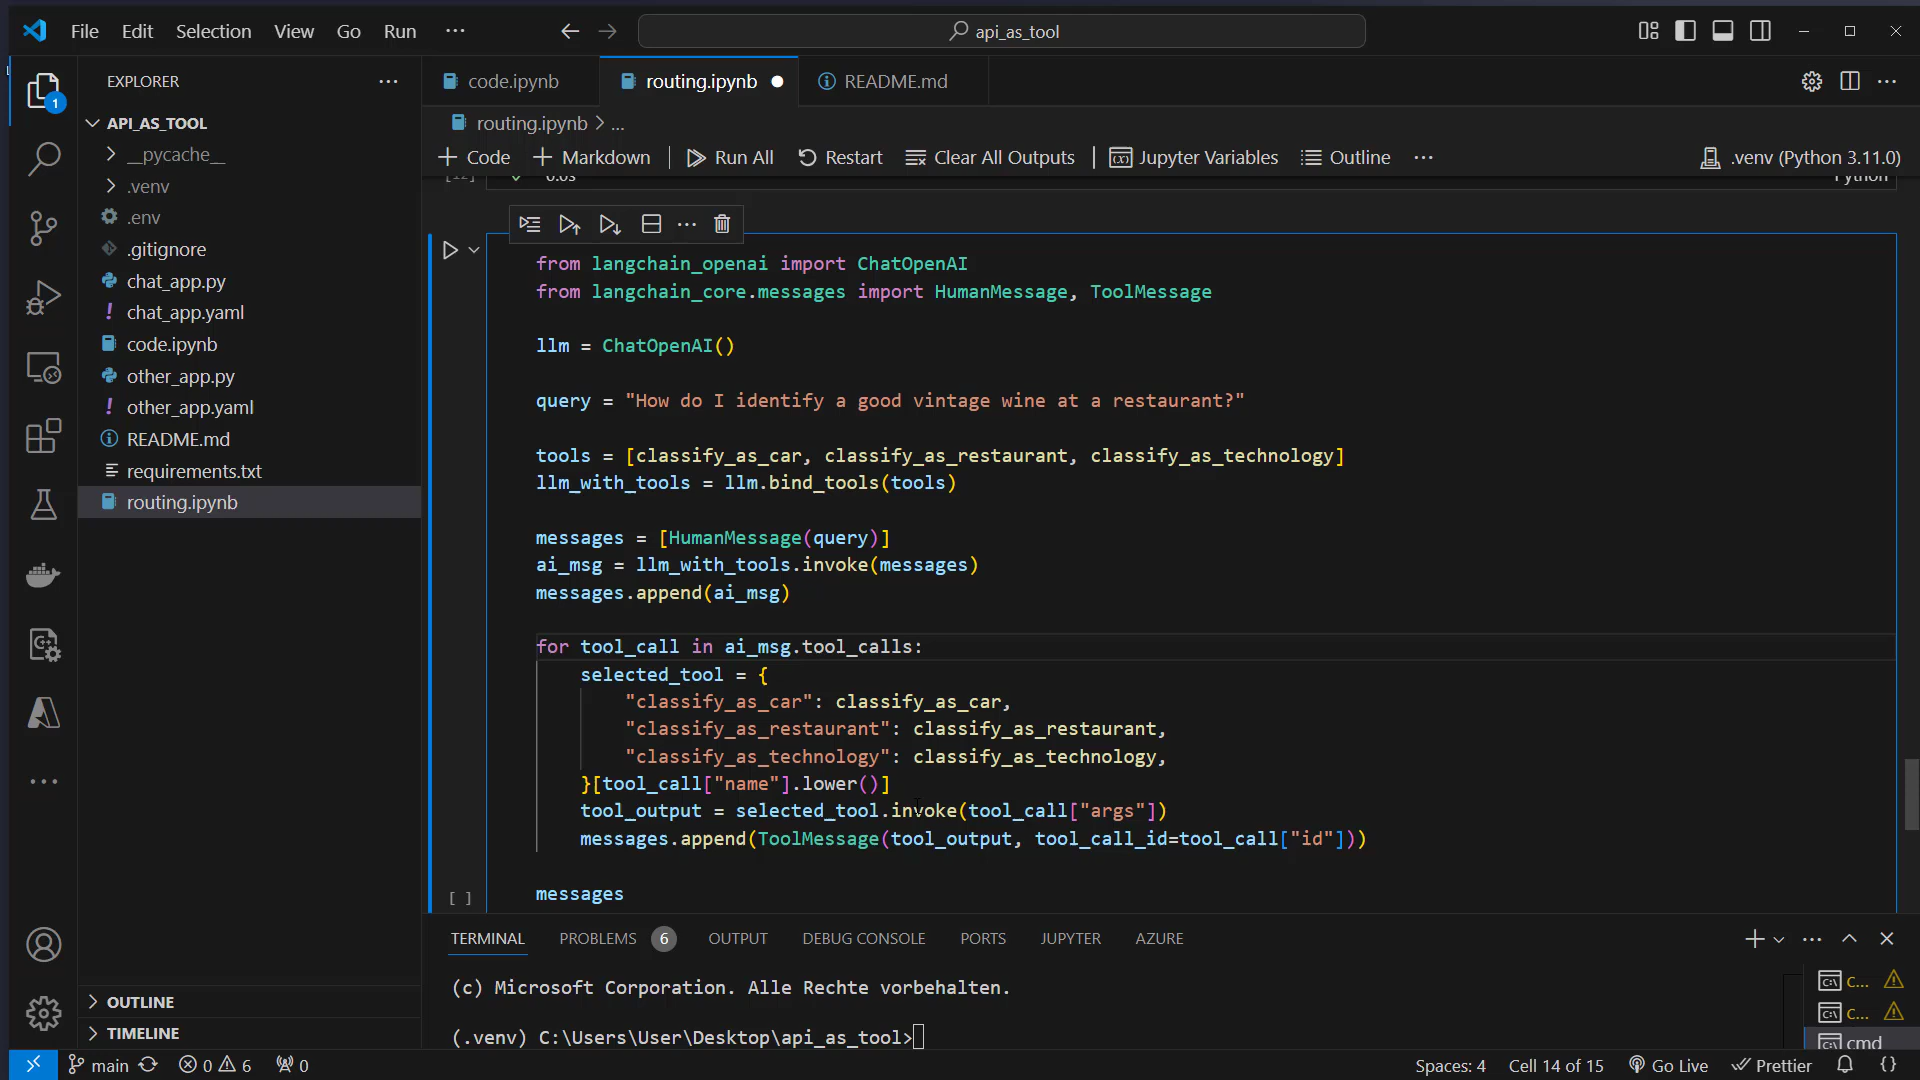 File Edit Selection View Go Run ··· api_as_tool
EXPLORER ···
code.ipynb routing.ipynb README.md
1
API_AS_TOOL
__pycache__
.venv
.env
.gitignore
chat_app.py
chat_app.yaml
code.ipynb
other_app.py
other_app.yaml
README.md
requirements.txt
routing.ipynb
OUTLINE
TIMELINE
routing.ipynb > ...
+ Code + Markdown Run All Restart Clear All Outputs Jupyter Variables Outline ··· .venv (Python 3.11.0)
[12] 0.0s Python
from langchain_openai import ChatOpenAI
from langchain_core.messages import HumanMessage, ToolMessage
llm = ChatOpenAI()
query = "How do I identify a good vintage wine at a restaurant?"
tools = [classify_as_car, classify_as_restaurant, classify_as_technology]
llm_with_tools = llm.bind_tools(tools)
messages = [HumanMessage(query)]
ai_msg = llm_with_tools.invoke(messages)
messages.append(ai_msg)
for tool_call in ai_msg.tool_calls:
selected_tool = {
"classify_as_car": classify_as_car,
"classify_as_restaurant": classify_as_restaurant,
"classify_as_technology": classify_as_technology,
}[tool_call["name"].lower()]
tool_output = selected_tool.invoke(tool_call["args"])
messages.append(ToolMessage(tool_output, tool_call_id=tool_call["id"]))
messages
[ ]
TERMINAL PROBLEMS 6 OUTPUT DEBUG CONSOLE PORTS JUPYTER AZURE
(c) Microsoft Corporation. Alle Rechte vorbehalten.
(.venv) C:\Users\User\Desktop\api_as_tool>
C...
C...
cmd
main 0 6 0 Spaces: 4 Cell 14 of 15 Go Live Prettier